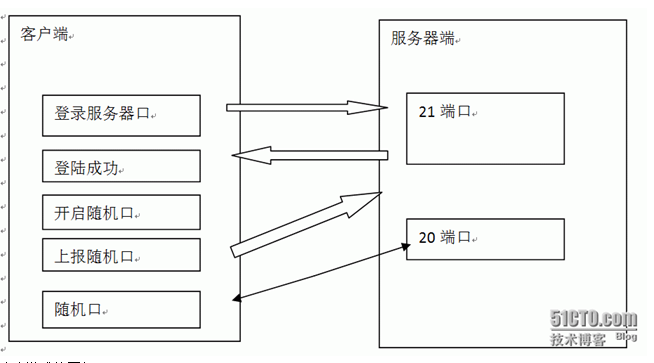 客户端
登录服务器口
登陆成功
开启随机口
上报随机口
随机口
服务器端
21 端口
20 端口
51CTO.com
技术博客 Blog